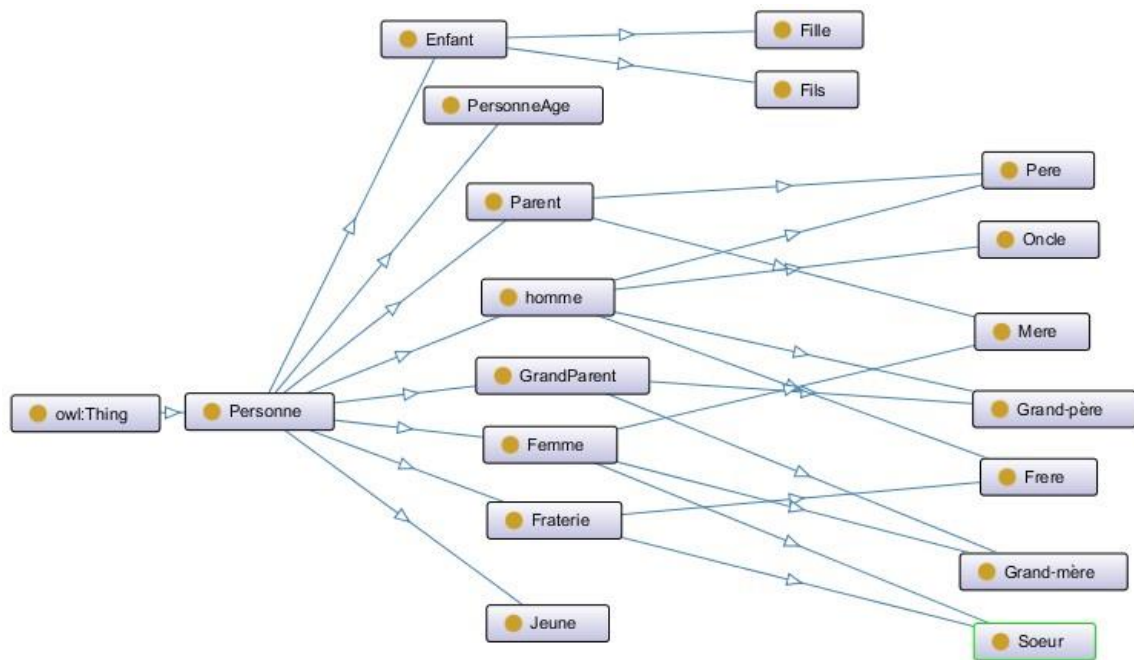 Enfant
Fille
Fils
PersonneAge
Parent
Pere
Oncle
homme
Mere
GrandParent
owl:Thing
Personne
Grand-père
Femme
Frere
Fraterie
Grand-mère
Jeune
Soeur